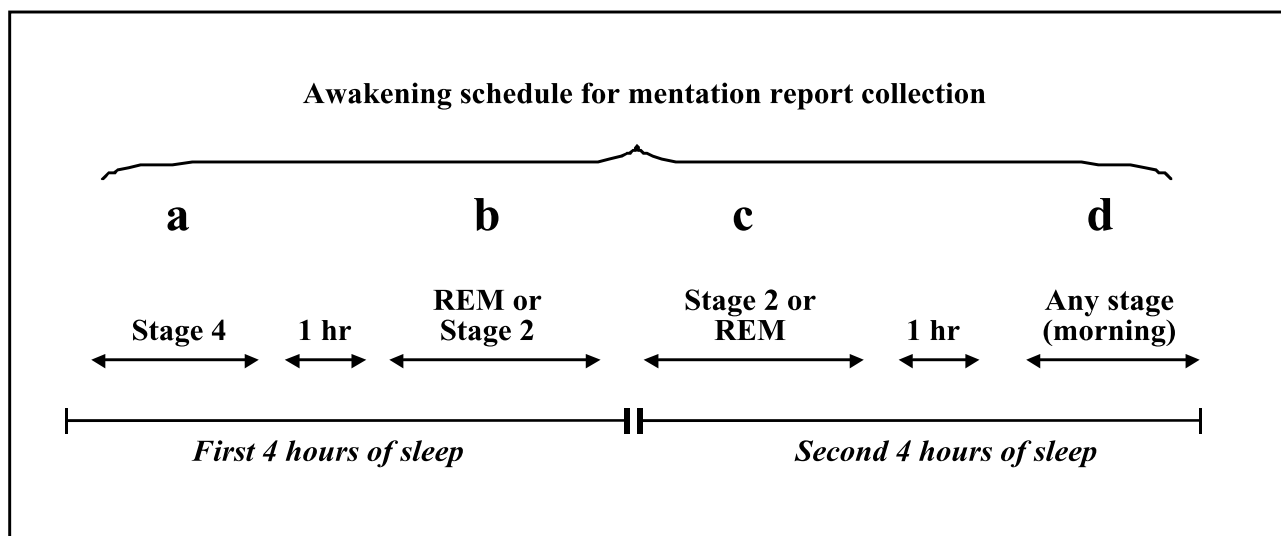 Awakening schedule for mentation report collection
a
b
c
d
Stage 4
1 hr
REM or
Stage 2
Stage 2 or
REM
1 hr
Any stage
(morning)
First 4 hours of sleep
Second 4 hours of sleep